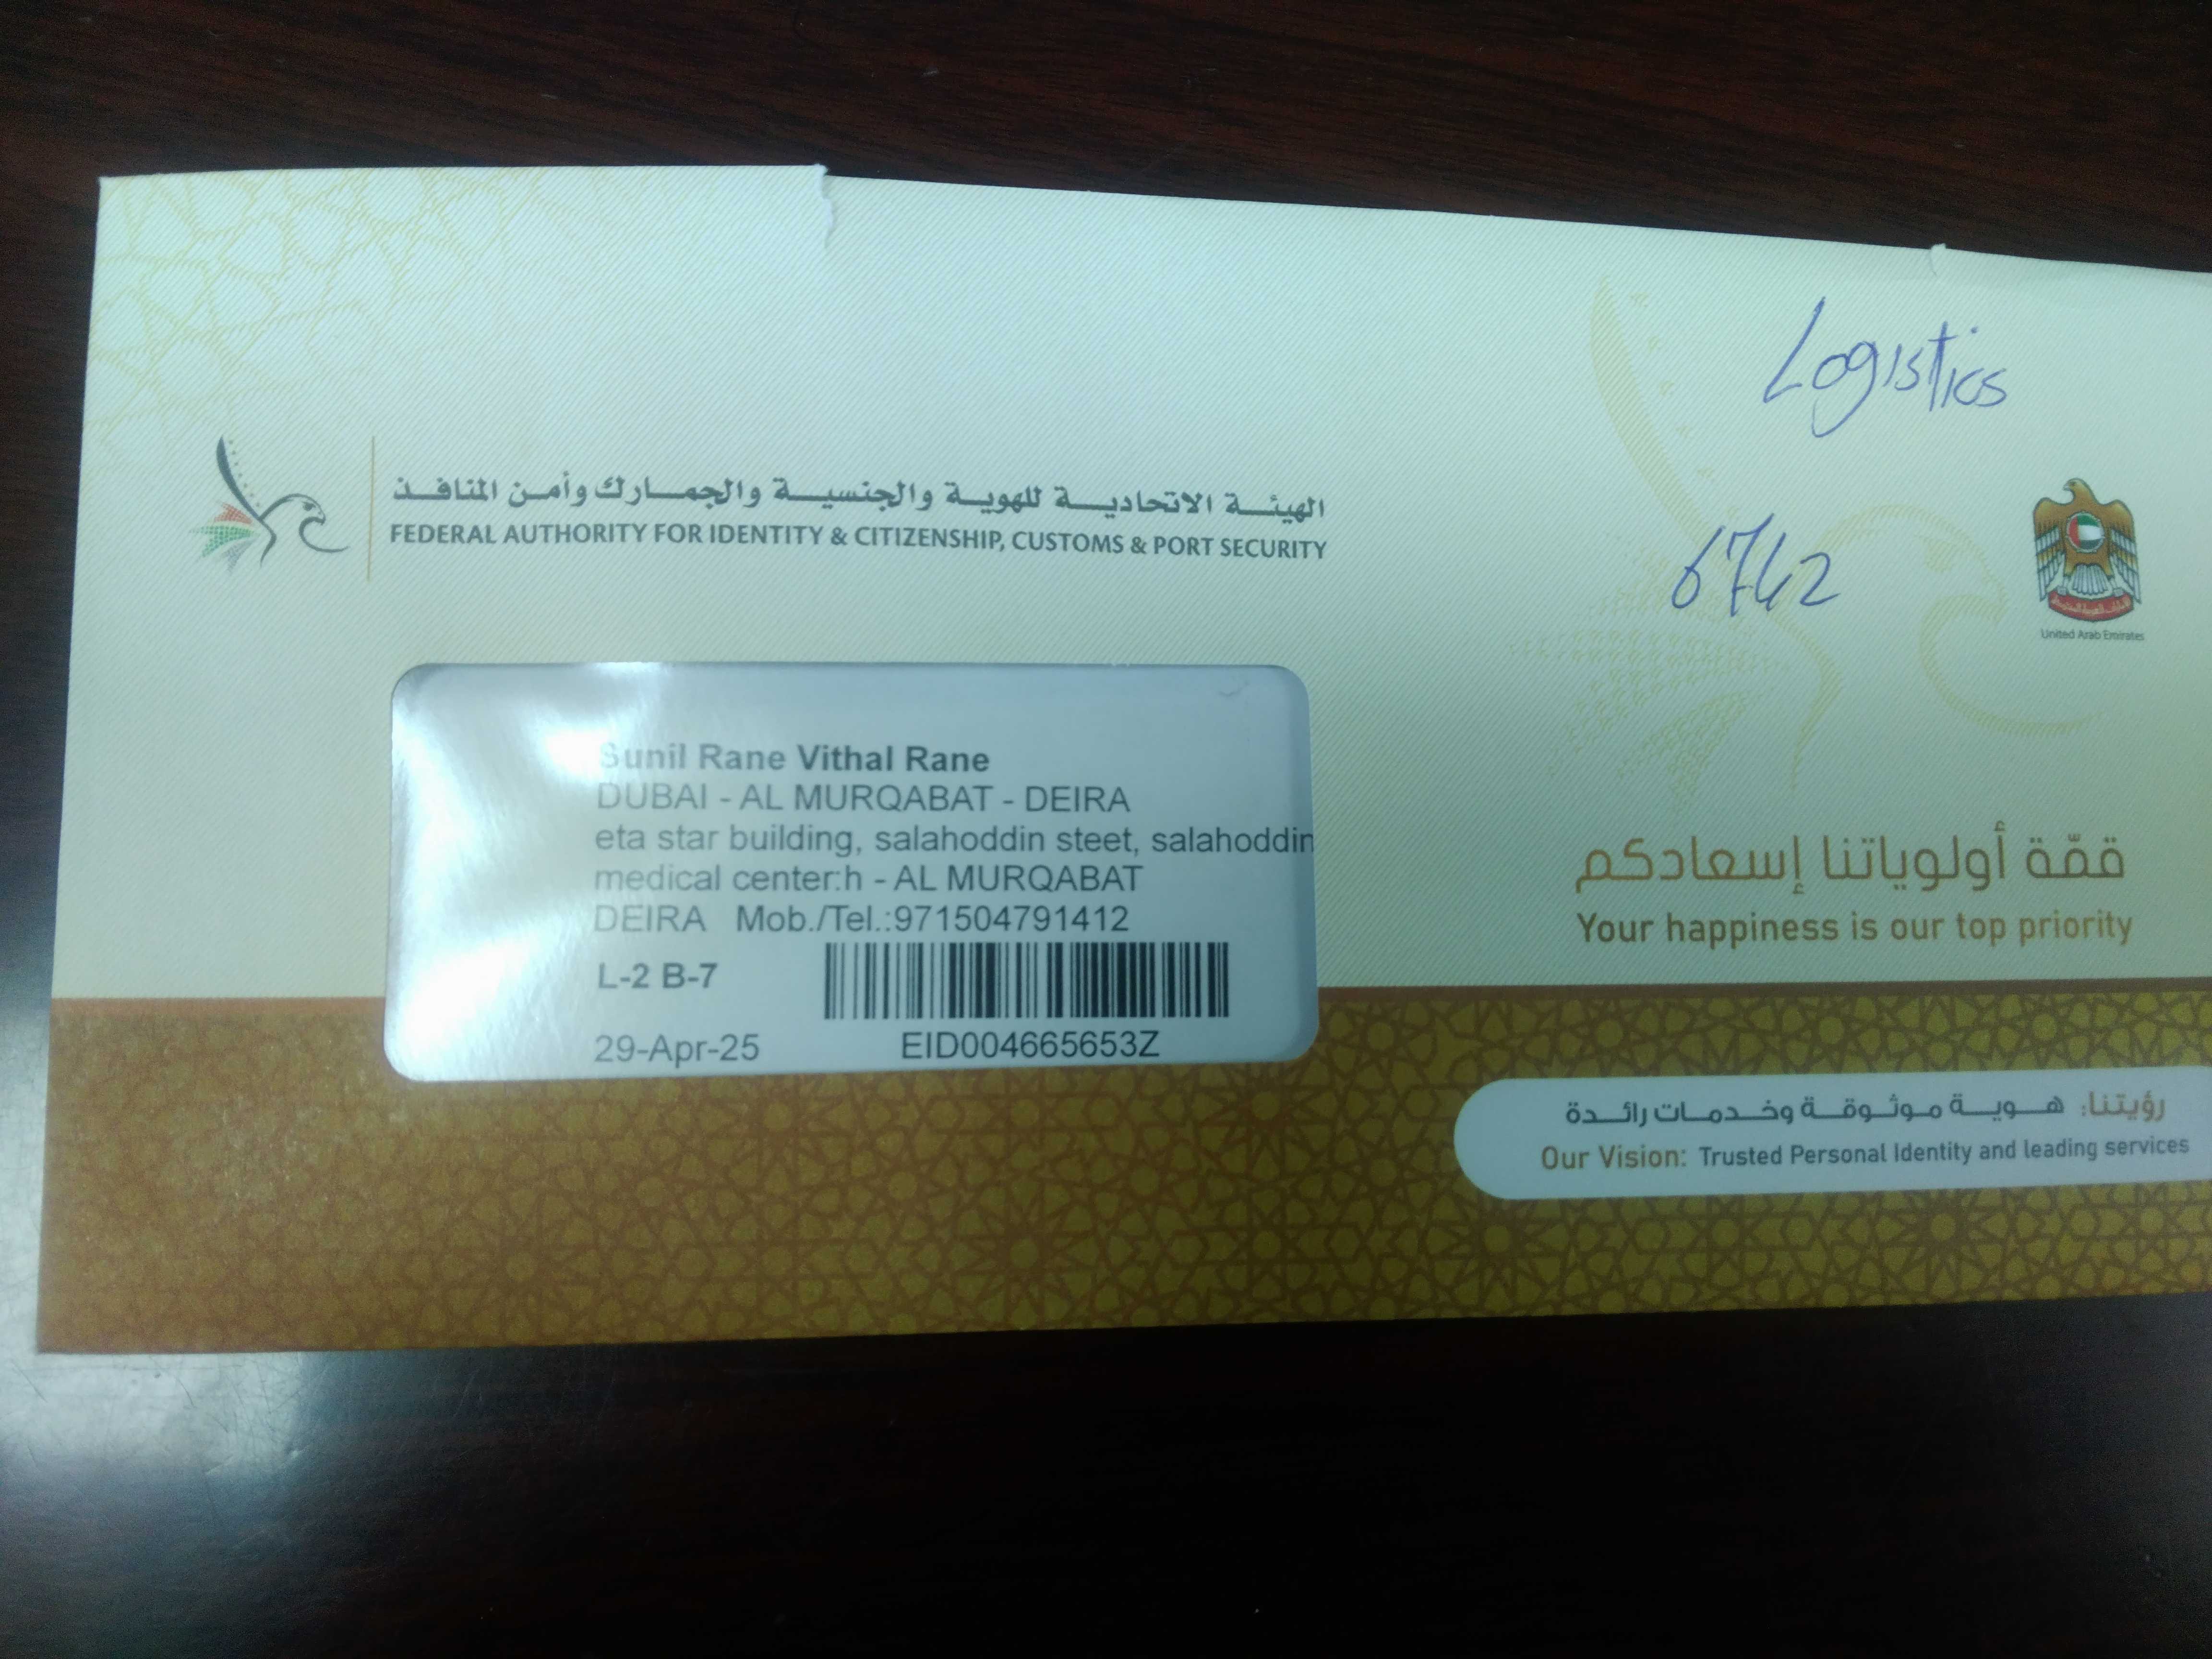 Logistics
الهيئة الاتحادية للهوية والجنسية والجمارك وأمن المنافذ
FEDERAL AUTHORITY FOR IDENTITY & CITIZENSHIP, CUSTOMS & PORT SECURITY
6742
United Arab Emirates
Sunil Rane Vithal Rane
DUBAI - AL MURQABAT - DEIRA
eta star building, salahoddin steet, salahoddin
medical center:h - AL MURQABAT
DEIRA Mob./Tel.:971504791412
L-2 B-7
29-Apr-25 EID004665653Z
قمّة أولوياتنا إسعادكم
Your happiness is our top priority
رؤيتنا: هوية موثوقة وخدمات رائدة
Our Vision: Trusted Personal Identity and leading services